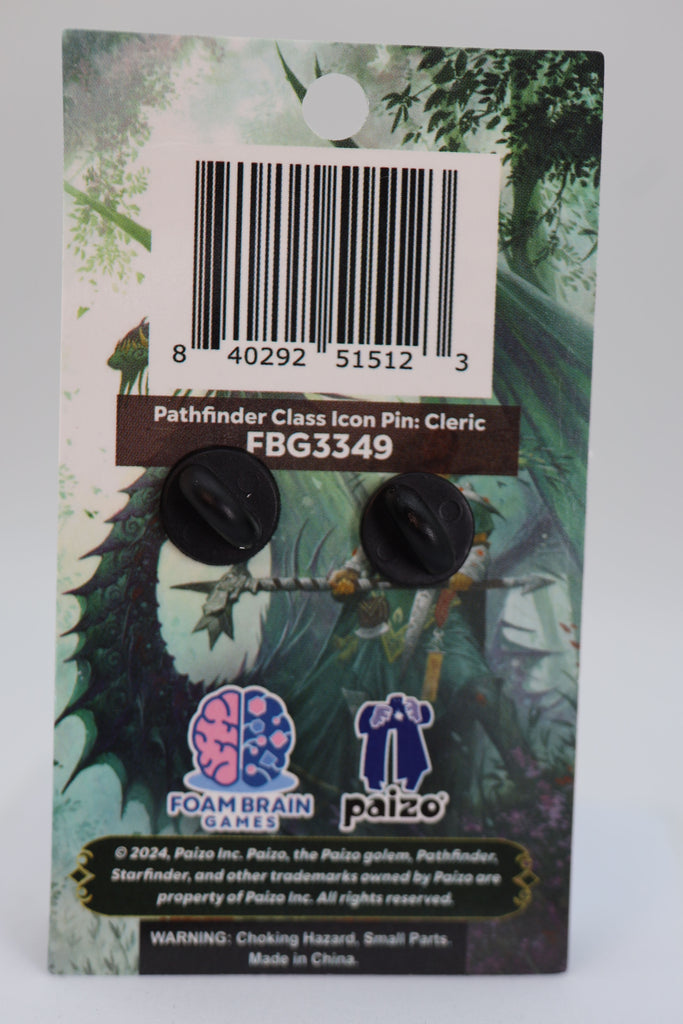 8 40292 51512 3
Pathfinder Class Icon Pin: Cleric
FBG3349
FOAM BRAIN
GAMES
paizo®
© 2024, Paizo Inc. Paizo, the Paizo golem, Pathfinder,
Starfinder, and other trademarks owned by Paizo are
property of Paizo Inc. All rights reserved.
WARNING: Choking Hazard. Small Parts.
Made in China.